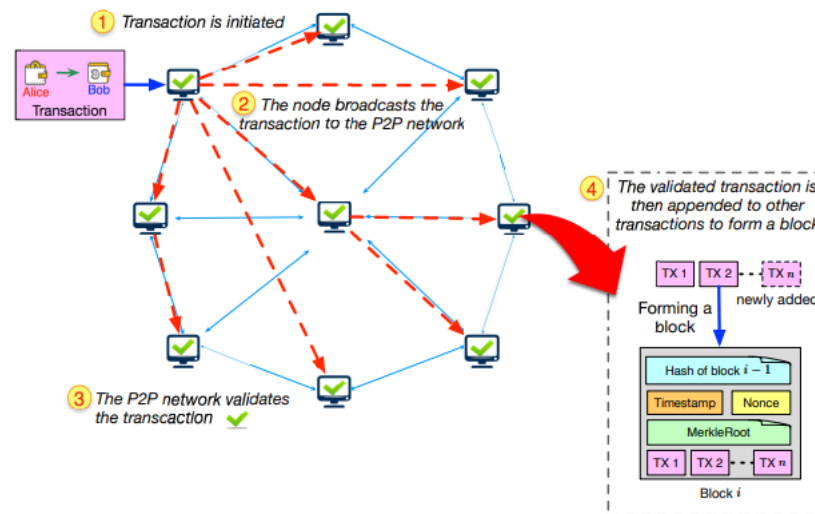 1 Transaction is initiated
Alice
Bob
Transaction
2 The node broadcasts the
transaction to the P2P network
3 The P2P network validates
the transcaction
4 The validated transaction is
then appended to other
transactions to form a block
TX 1 TX 2 TX n
newly added
Forming a
block
Hash of block i − 1
Timestamp Nonce
MerkleRoot
TX 1 TX 2 TX n
Block i